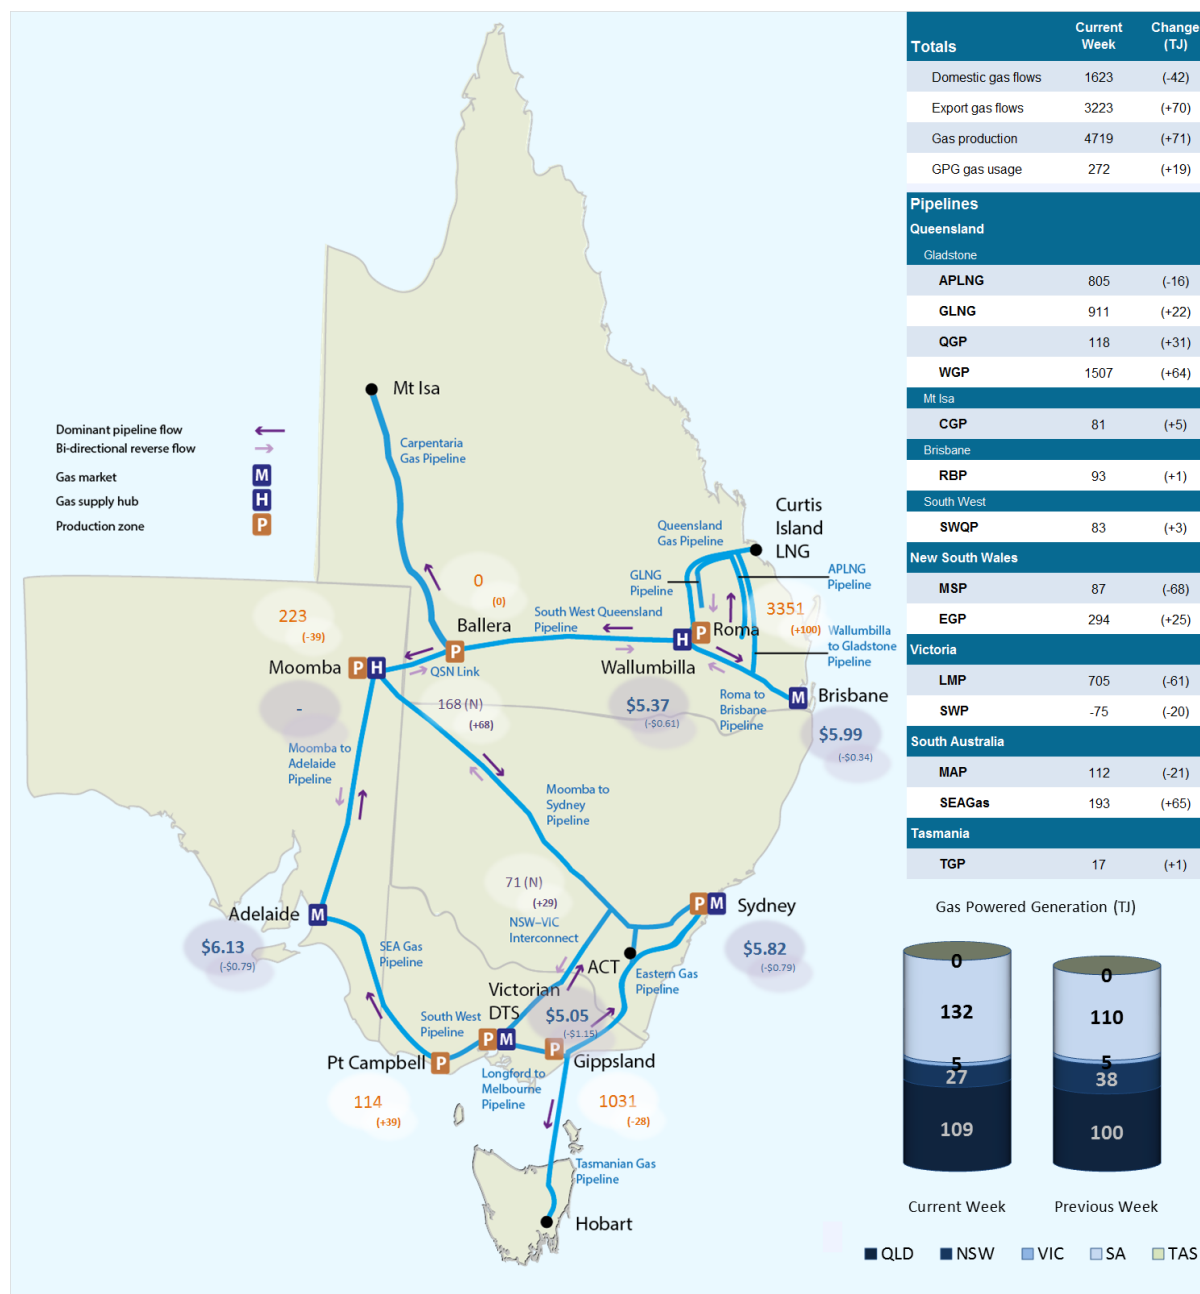 Totals Current Week Change (TJ)
Domestic gas flows 1623 (-42)
Export gas flows 3223 (+70)
Gas production 4719 (+71)
GPG gas usage 272 (+19)
Pipelines
Queensland
Gladstone
APLNG 805 (-16)
GLNG 911 (+22)
QGP 118 (+31)
WGP 1507 (+64)
Mt Isa
CGP 81 (+5)
Brisbane
RBP 93 (+1)
South West
SWQP 83 (+3)
New South Wales
MSP 87 (-68)
EGP 294 (+25)
Victoria
LMP 705 (-61)
SWP -75 (-20)
South Australia
MAP 112 (-21)
SEAGas 193 (+65)
Tasmania
TGP 17 (+1)
Mt Isa
Carpentaria
Gas Pipeline
Dominant pipeline flow
Bi-directional reverse flow
Gas market M
Gas supply hub H
Production zone P
Curtis
Island
LNG
Queensland
Gas Pipeline
GLNG
Pipeline
APLNG
Pipeline
0
(0)
3351
(+100)
223
(-39)
Ballera
P
South West Queensland
Pipeline
H
P
Roma
Wallumbilla
to Gladstone
Pipeline
Moomba
P
H
QSN Link
Wallumbilla
-
168 (N)
(+68)
$5.37
(-$0.61)
Roma to
Brisbane
Pipeline
M
Brisbane
$5.99
(-$0.34)
Moomba to
Adelaide
Pipeline
Moomba to
Sydney
Pipeline
71 (N)
(+29)
NSW–VIC
Interconnect
Adelaide
M
$6.13
(-$0.79)
P
M
Sydney
$5.82
(-$0.79)
SEA Gas
Pipeline
ACT
Eastern Gas
Pipeline
Victorian
DTS
$5.05
(-$1.15)
South West
Pipeline
P
M
P
Pt Campbell
P
Gippsland
Longford to
Melbourne
Pipeline
114
(+39)
1031
(-28)
Tasmanian Gas
Pipeline
Hobart
Gas Powered Generation (TJ)
0
132
5
27
109
0
110
5
38
100
Current Week
Previous Week
QLD NSW VIC SA TAS